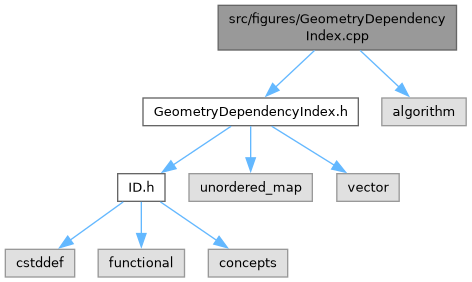 src/figures/GeometryDependency
Index.cpp
GeometryDependencyIndex.h
algorithm
ID.h
unordered_map
vector
cstddef
functional
concepts